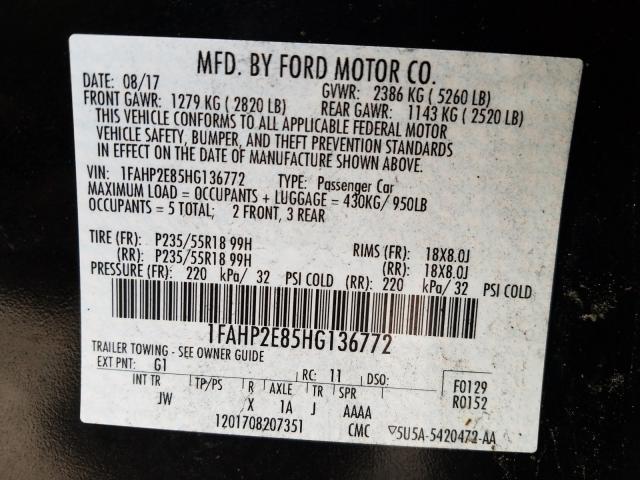 MFD. BY FORD MOTOR CO.
DATE: 08/17 GVWR: 2386 KG ( 5260 LB)
FRONT GAWR: 1279 KG ( 2820 LB) REAR GAWR: 1143 KG ( 2520 LB)
THIS VEHICLE CONFORMS TO ALL APPLICABLE FEDERAL MOTOR
VEHICLE SAFETY, BUMPER, AND THEFT PREVENTION STANDARDS
IN EFFECT ON THE DATE OF MANUFACTURE SHOWN ABOVE.
VIN: 1FAHP2E85HG136772 TYPE: Passenger Car
MAXIMUM LOAD = OCCUPANTS + LUGGAGE = 430KG/ 950LB
OCCUPANTS = 5 TOTAL; 2 FRONT, 3 REAR
TIRE (FR): P235/55R18 99H RIMS (FR): 18X8.0J
(RR): P235/55R18 99H (RR): 18X8.0J
PRESSURE (FR): 220 kPa/ 32 PSI COLD (RR): 220 kPa/ 32 PSI COLD
1FAHP2E85HG136772
TRAILER TOWING - SEE OWNER GUIDE
EXT PNT: G1 RC: 11 DSO: F0129
INT TR TP/PS R AXLE TR SPR R0152
JW X 1A J AAAA
1201708207351 CMC ▽5U5A-5420472-AA